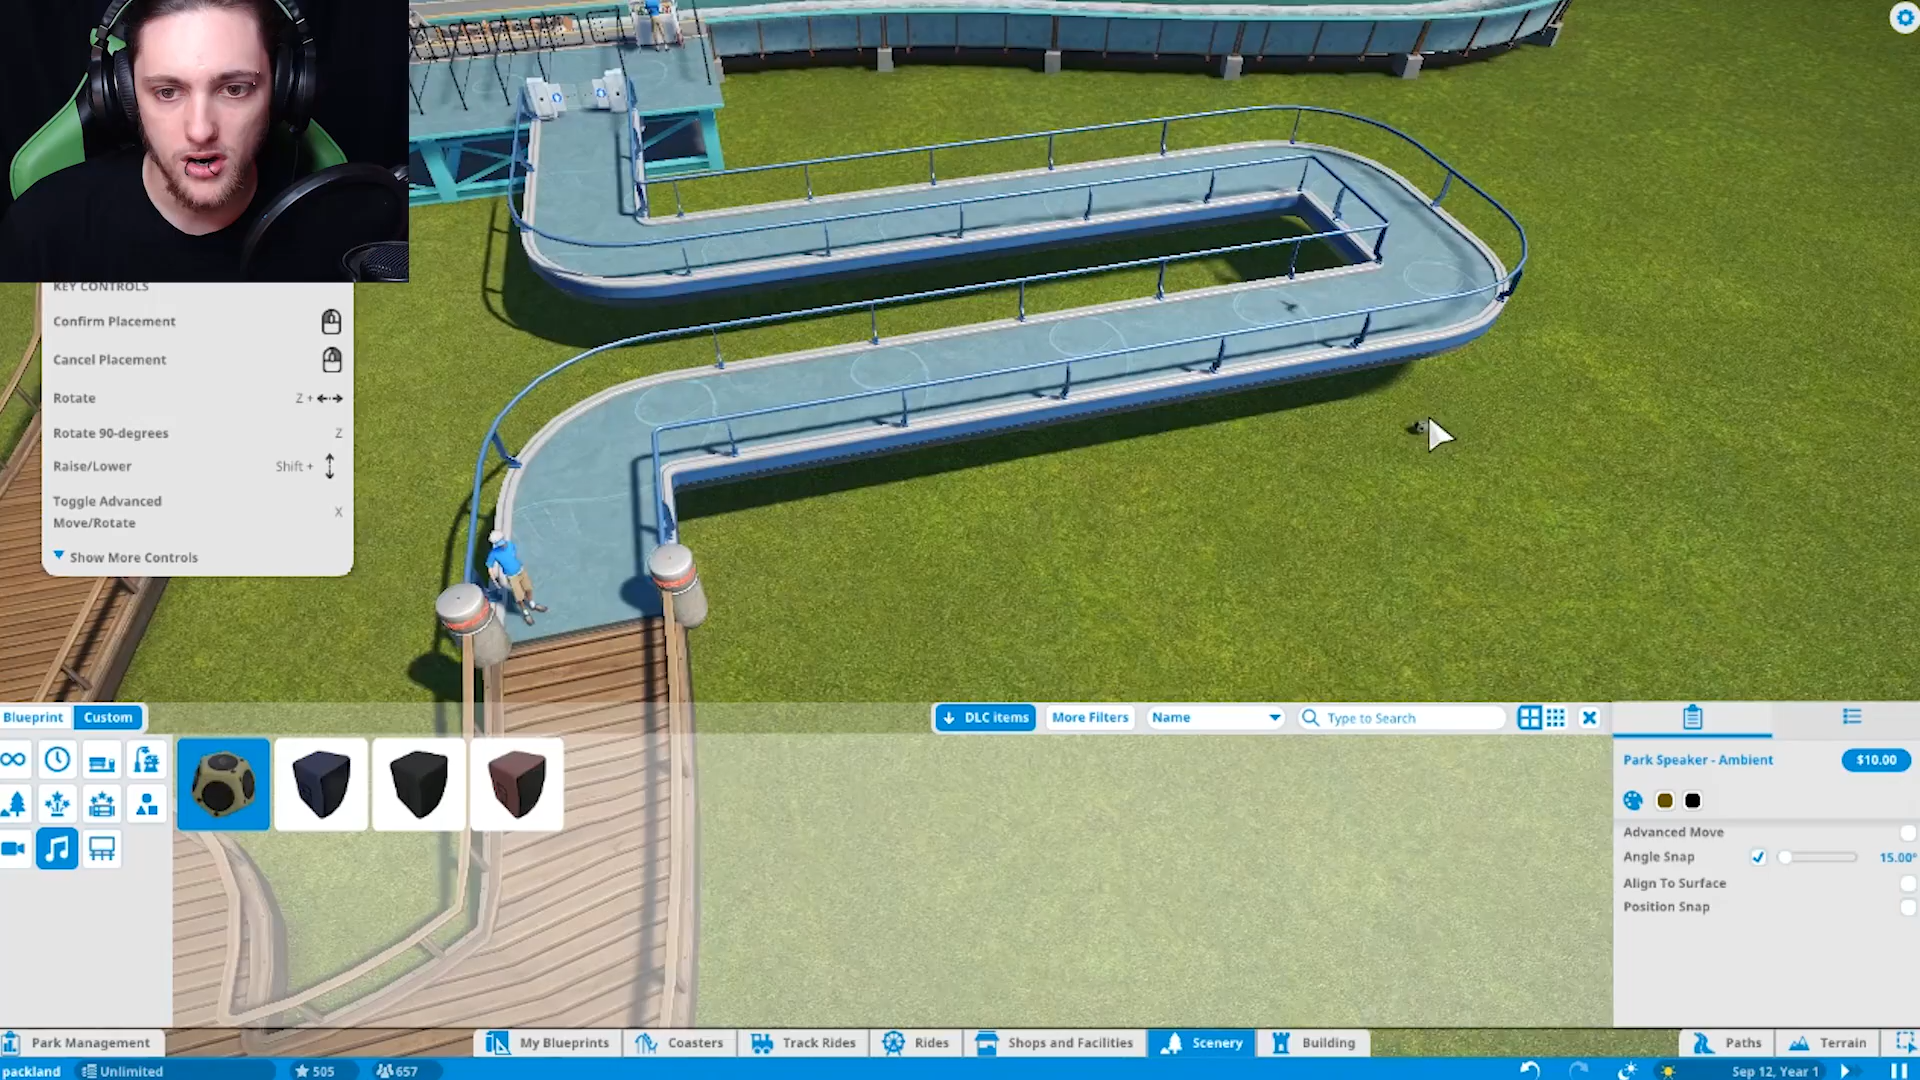 KEY CONTROLS
Confirm Placement
Cancel Placement
Rotate Z +
Rotate 90-degrees Z
Raise/Lower Shift +
Toggle Advanced
Move/Rotate X
Show More Controls
Blueprint Custom
DLC items More Filters Name Type to Search
Park Speaker - Ambient $10.00
Advanced Move
Angle Snap 15.00°
Align To Surface
Position Snap
Park Management My Blueprints Coasters Track Rides Rides Shops and Facilities Scenery Building Paths Terrain
packland Unlimited 505 657 Sep 12, Year 1